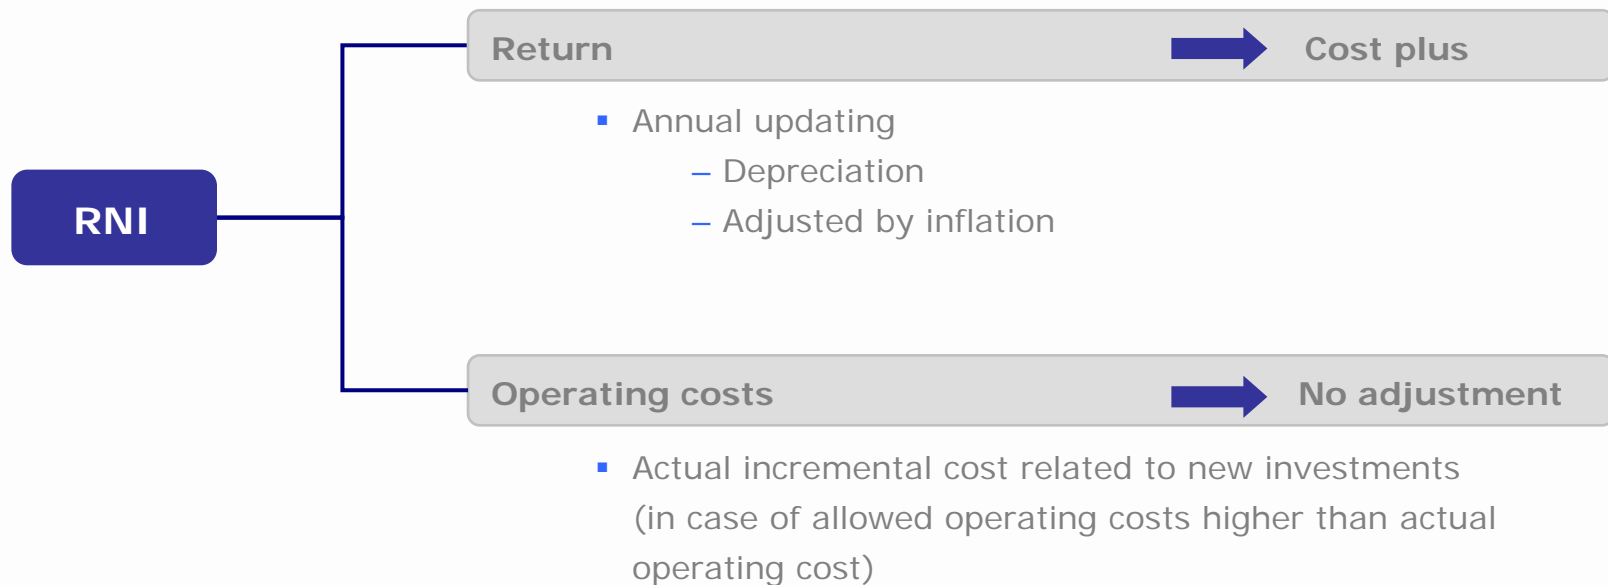 Return
Cost plus
▪ Annual updating
– Depreciation
– Adjusted by inflation
RNI
Operating costs
No adjustment
▪ Actual incremental cost related to new investments
(in case of allowed operating costs higher than actual
operating cost)